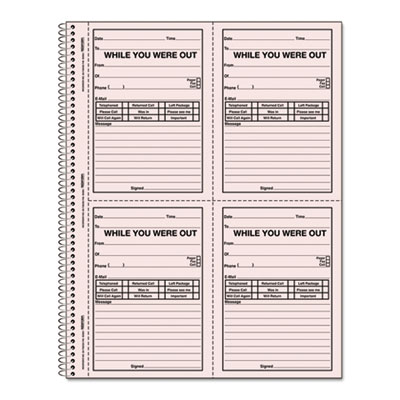 Date Time
To
WHILE YOU WERE OUT
From
Of
Pager
Fax
Phone ( ) Cell
E-Mail
Telephoned Returned Call Left Package
Please Call Was in Please see me
Will Call Again Will Return Important
Message
Signed
Date Time
To
WHILE YOU WERE OUT
From
Of
Pager
Fax
Phone ( ) Cell
E-Mail
Telephoned Returned Call Left Package
Please Call Was in Please see me
Will Call Again Will Return Important
Message
Signed
Date Time
To
WHILE YOU WERE OUT
From
Of
Pager
Fax
Phone ( ) Cell
E-Mail
Telephoned Returned Call Left Package
Please Call Was in Please see me
Will Call Again Will Return Important
Message
Signed
Date Time
To
WHILE YOU WERE OUT
From
Of
Pager
Fax
Phone ( ) Cell
E-Mail
Telephoned Returned Call Left Package
Please Call Was in Please see me
Will Call Again Will Return Important
Message
Signed